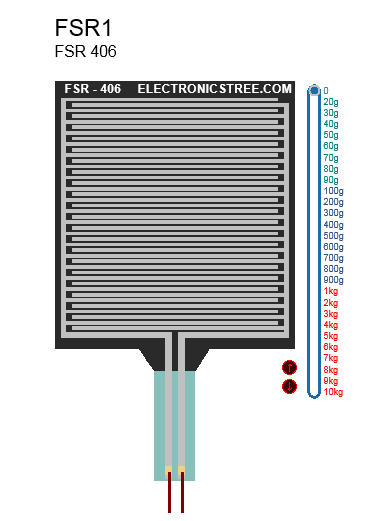 FSR1
FSR 406
FSR - 406 ELECTRONICSTREE.COM
0
20g
30g
40g
50g
60g
70g
80g
90g
100g
200g
300g
400g
500g
600g
700g
800g
900g
1kg
2kg
3kg
4kg
5kg
6kg
7kg
8kg
9kg
10kg